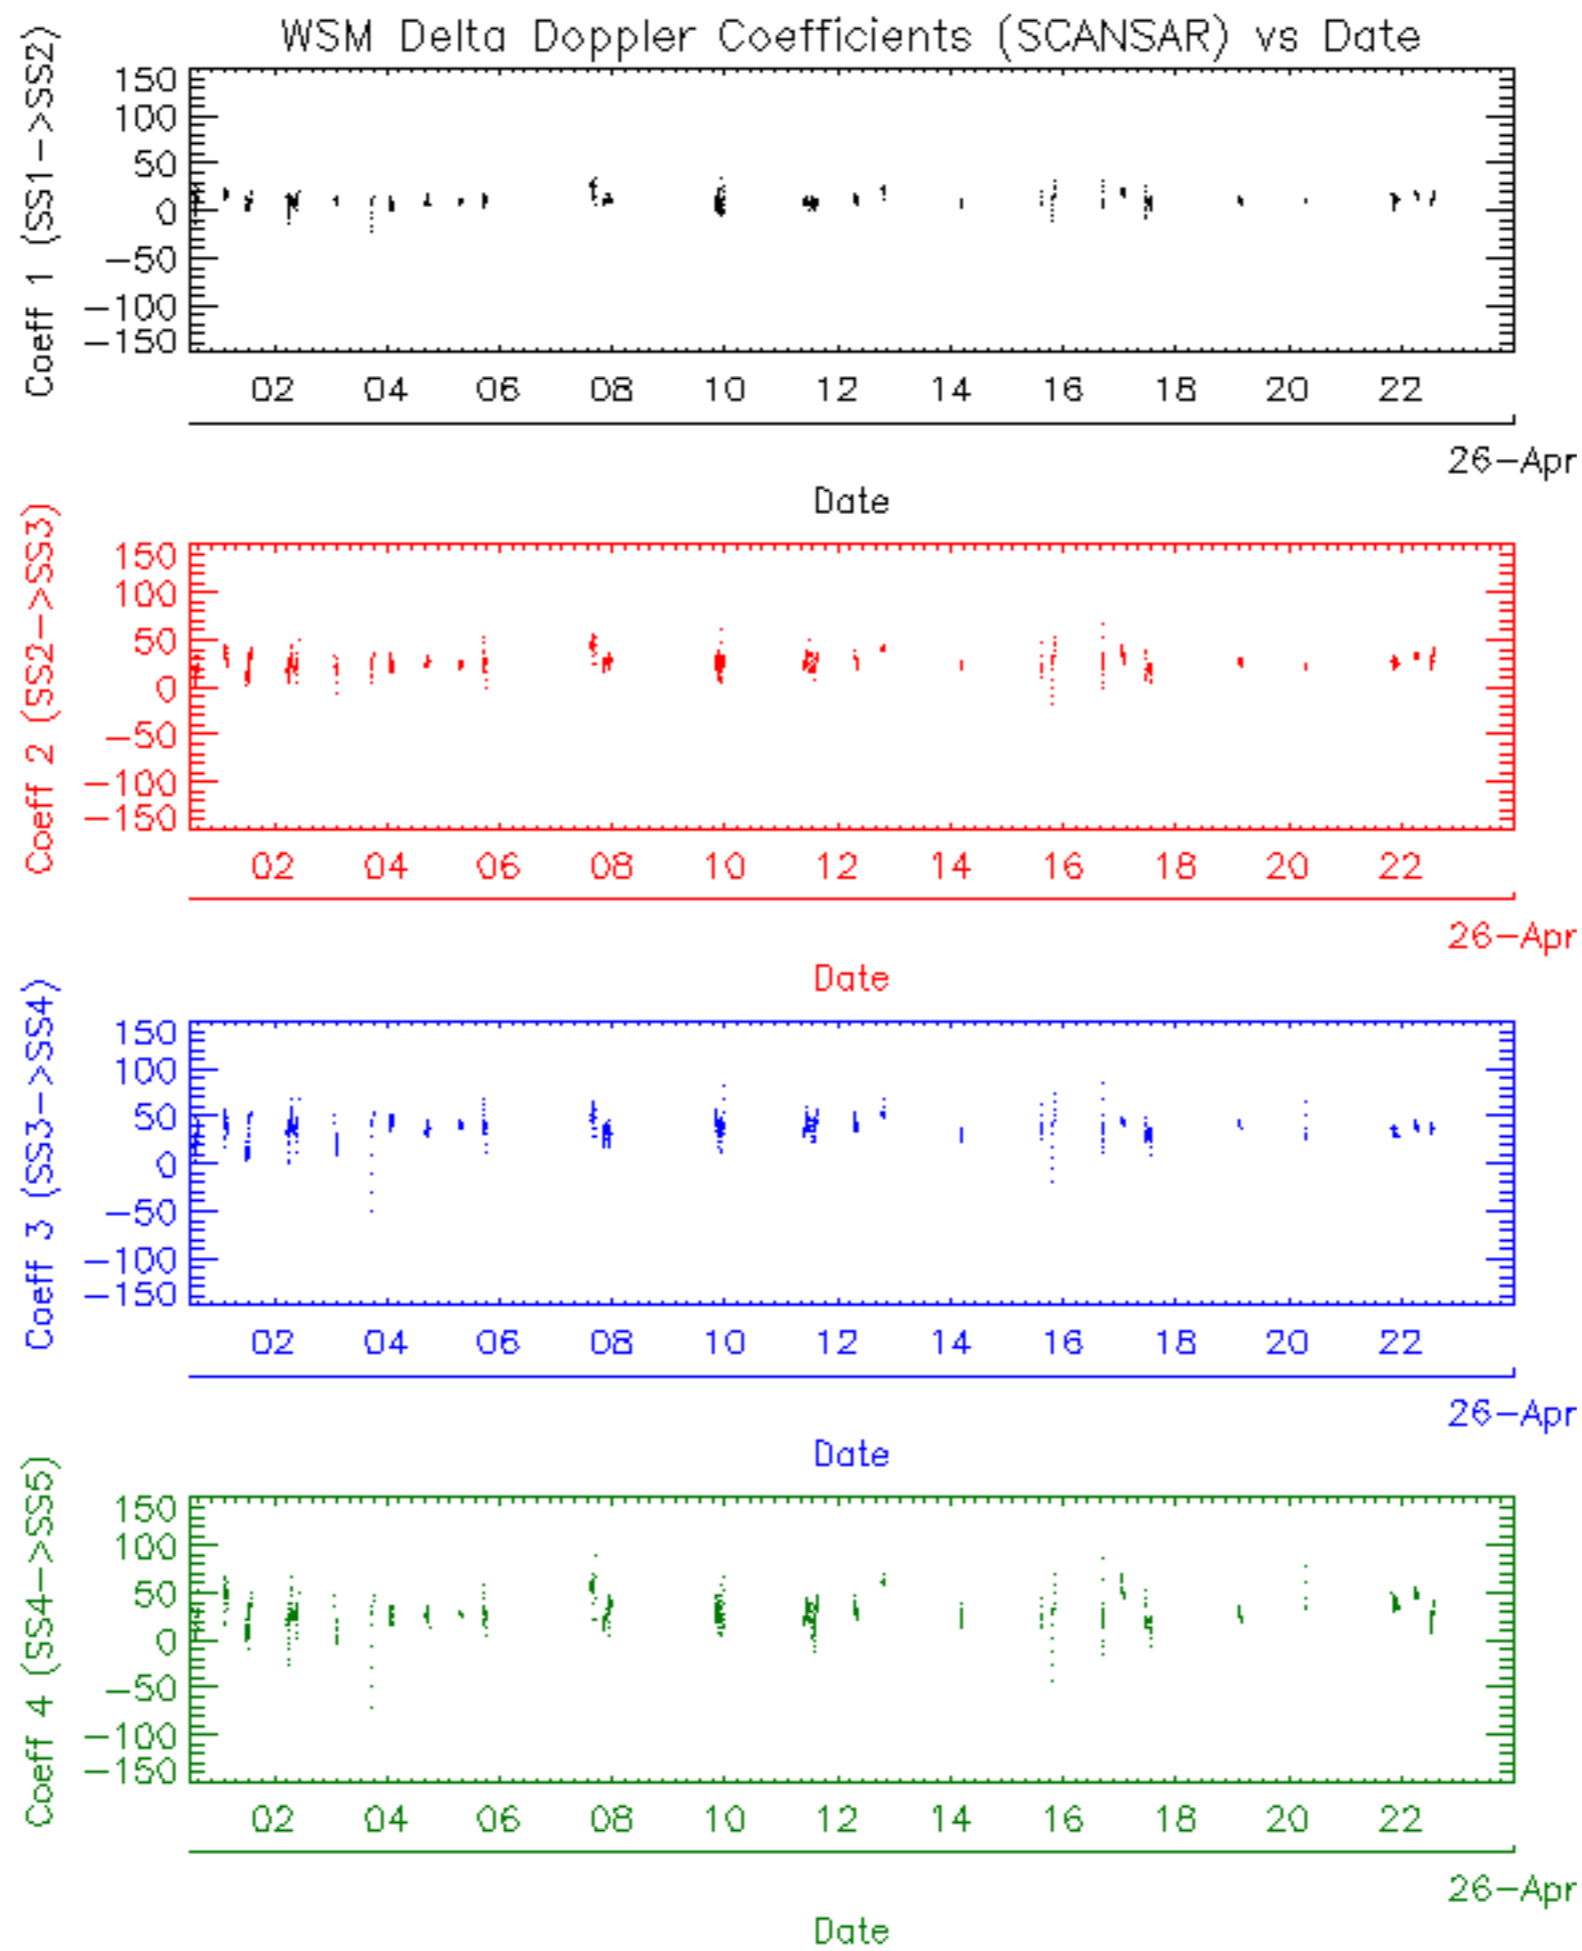 WSM Delta Doppler Coefficients (SCANSAR) vs Date
Coeff 1 (SS1->SS2)
150
100
50
0
-50
-100
-150
02 04 06 08 10 12 14 16 18 20 22
26-Apr
Date
Coeff 2 (SS2->SS3)
150
100
50
0
-50
-100
-150
02 04 06 08 10 12 14 16 18 20 22
26-Apr
Date
Coeff 3 (SS3->SS4)
150
100
50
0
-50
-100
-150
02 04 06 08 10 12 14 16 18 20 22
26-Apr
Date
Coeff 4 (SS4->SS5)
150
100
50
0
-50
-100
-150
02 04 06 08 10 12 14 16 18 20 22
26-Apr
Date